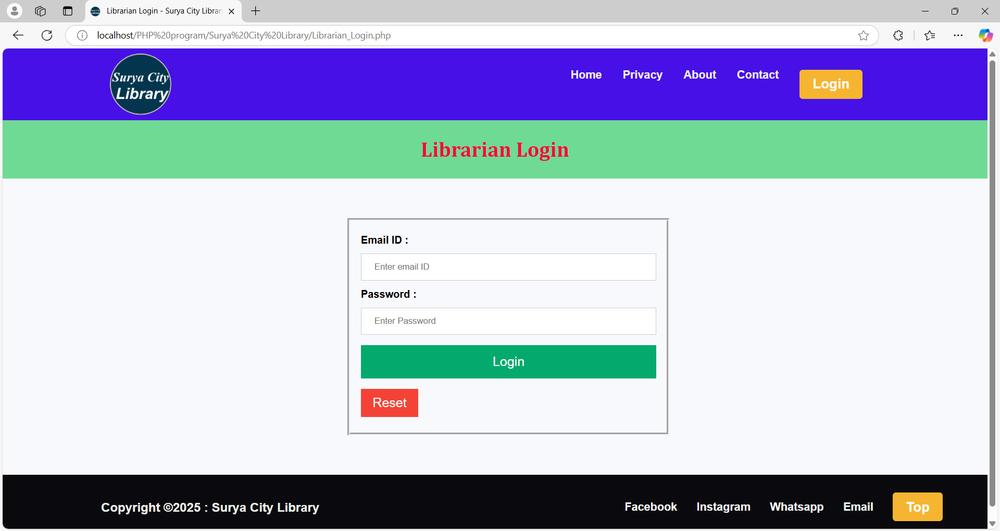 Librarian Login - Surya City Librar
localhost/PHP%20program/Surya%20City%20Library/Librarian_Login.php
Surya City
Library
Home Privacy About Contact Login
Librarian Login
Email ID :
Enter email ID
Password :
Enter Password
Login
Reset
Copyright ©2025 : Surya City Library
Facebook Instagram Whatsapp Email Top